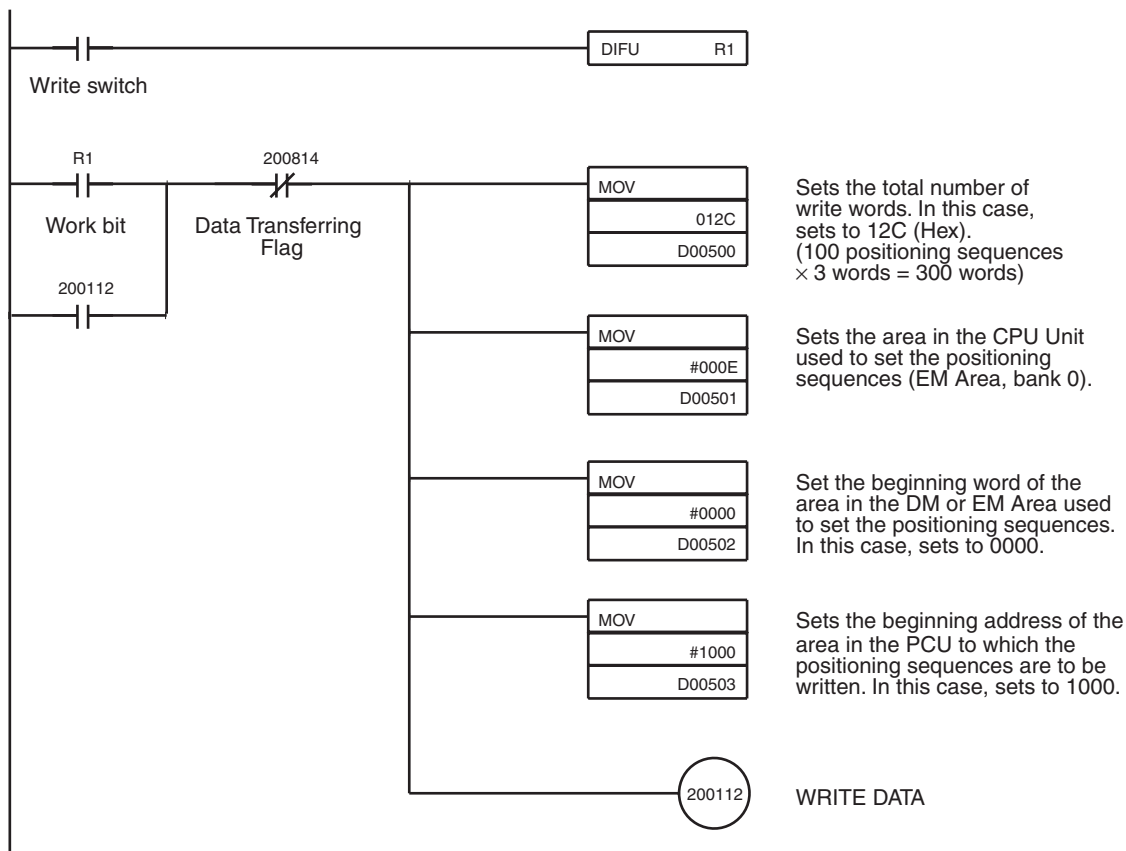 DIFU R1
Write switch
R1
200814
MOV
012C
D00500
Sets the total number of
write words. In this case,
sets to 12C (Hex).
(100 positioning sequences
× 3 words = 300 words)
Work bit
Data Transferring
Flag
200112
MOV
#000E
D00501
Sets the area in the CPU Unit
used to set the positioning
sequences (EM Area, bank 0).
MOV
#0000
D00502
Set the beginning word of the
area in the DM or EM Area used
to set the positioning sequences.
In this case, sets to 0000.
MOV
#1000
D00503
Sets the beginning address of the
area in the PCU to which the
positioning sequences are to be
written. In this case, sets to 1000.
200112
WRITE DATA